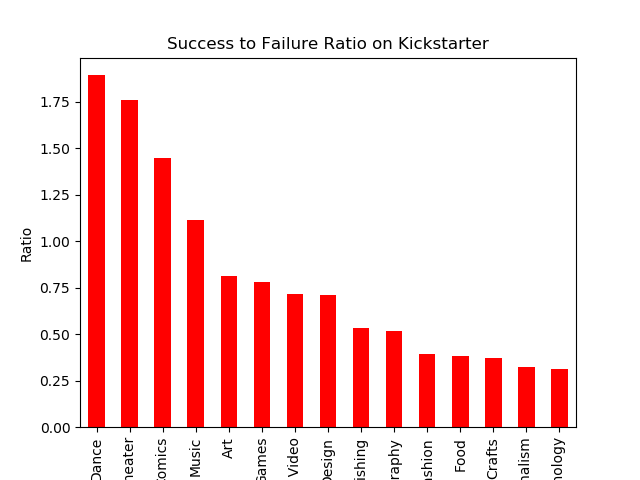 Success to Failure Ratio on Kickstarter
Ratio
1.75
1.50
1.25
1.00
0.75
0.50
0.25
0.00
Dance
heater
omics
Music
Art
Games
Video
Design
ishing
raphy
ashion
Food
Crafts
nalism
nology